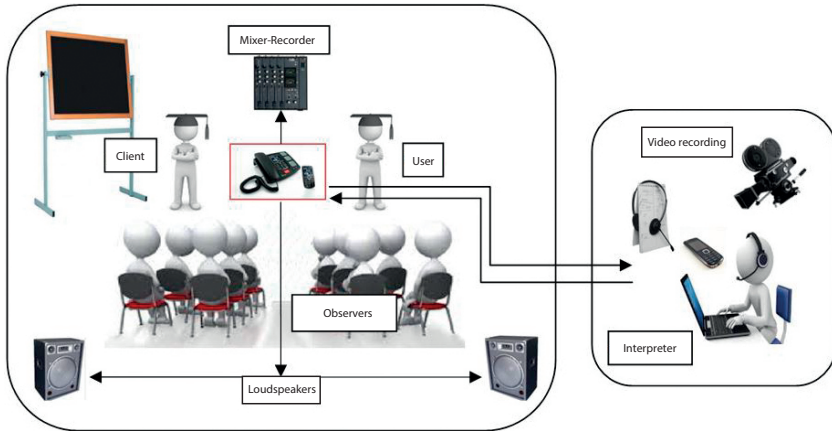 Mixer-Recorder
Client
User
Video recording
Observers
Interpreter
Loudspeakers